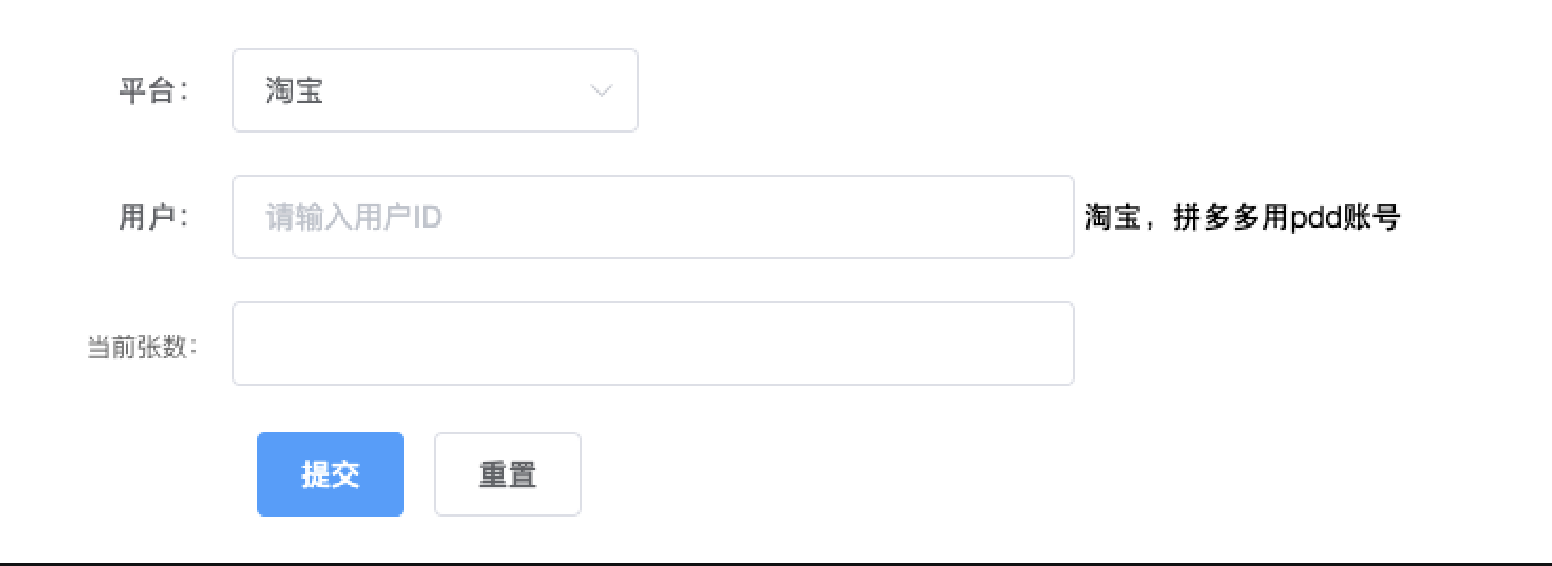 平台：
淘宝
用户：
请输入用户ID
淘宝，拼多多用pdd账号
当前张数：
提交
重置